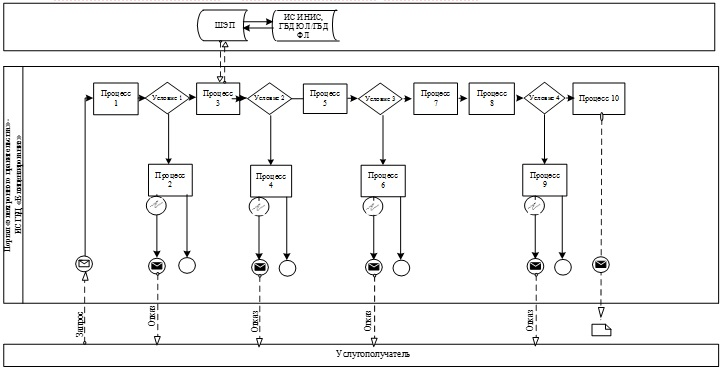 ШЭП
ИС ИНИС,
ГБД ЮЛ/ГБД
ФЛ
Процесс
1
Условие 1
Процесс
3
Условие 2
Процесс
5
Условие 3
Процесс
7
Процесс
8
Условие 4
Процесс 10
Процесс
2
Процесс
4
Процесс
6
Процесс
9
Запрос
Отказ
Отказ
Отказ
Отказ
Услугополучатель